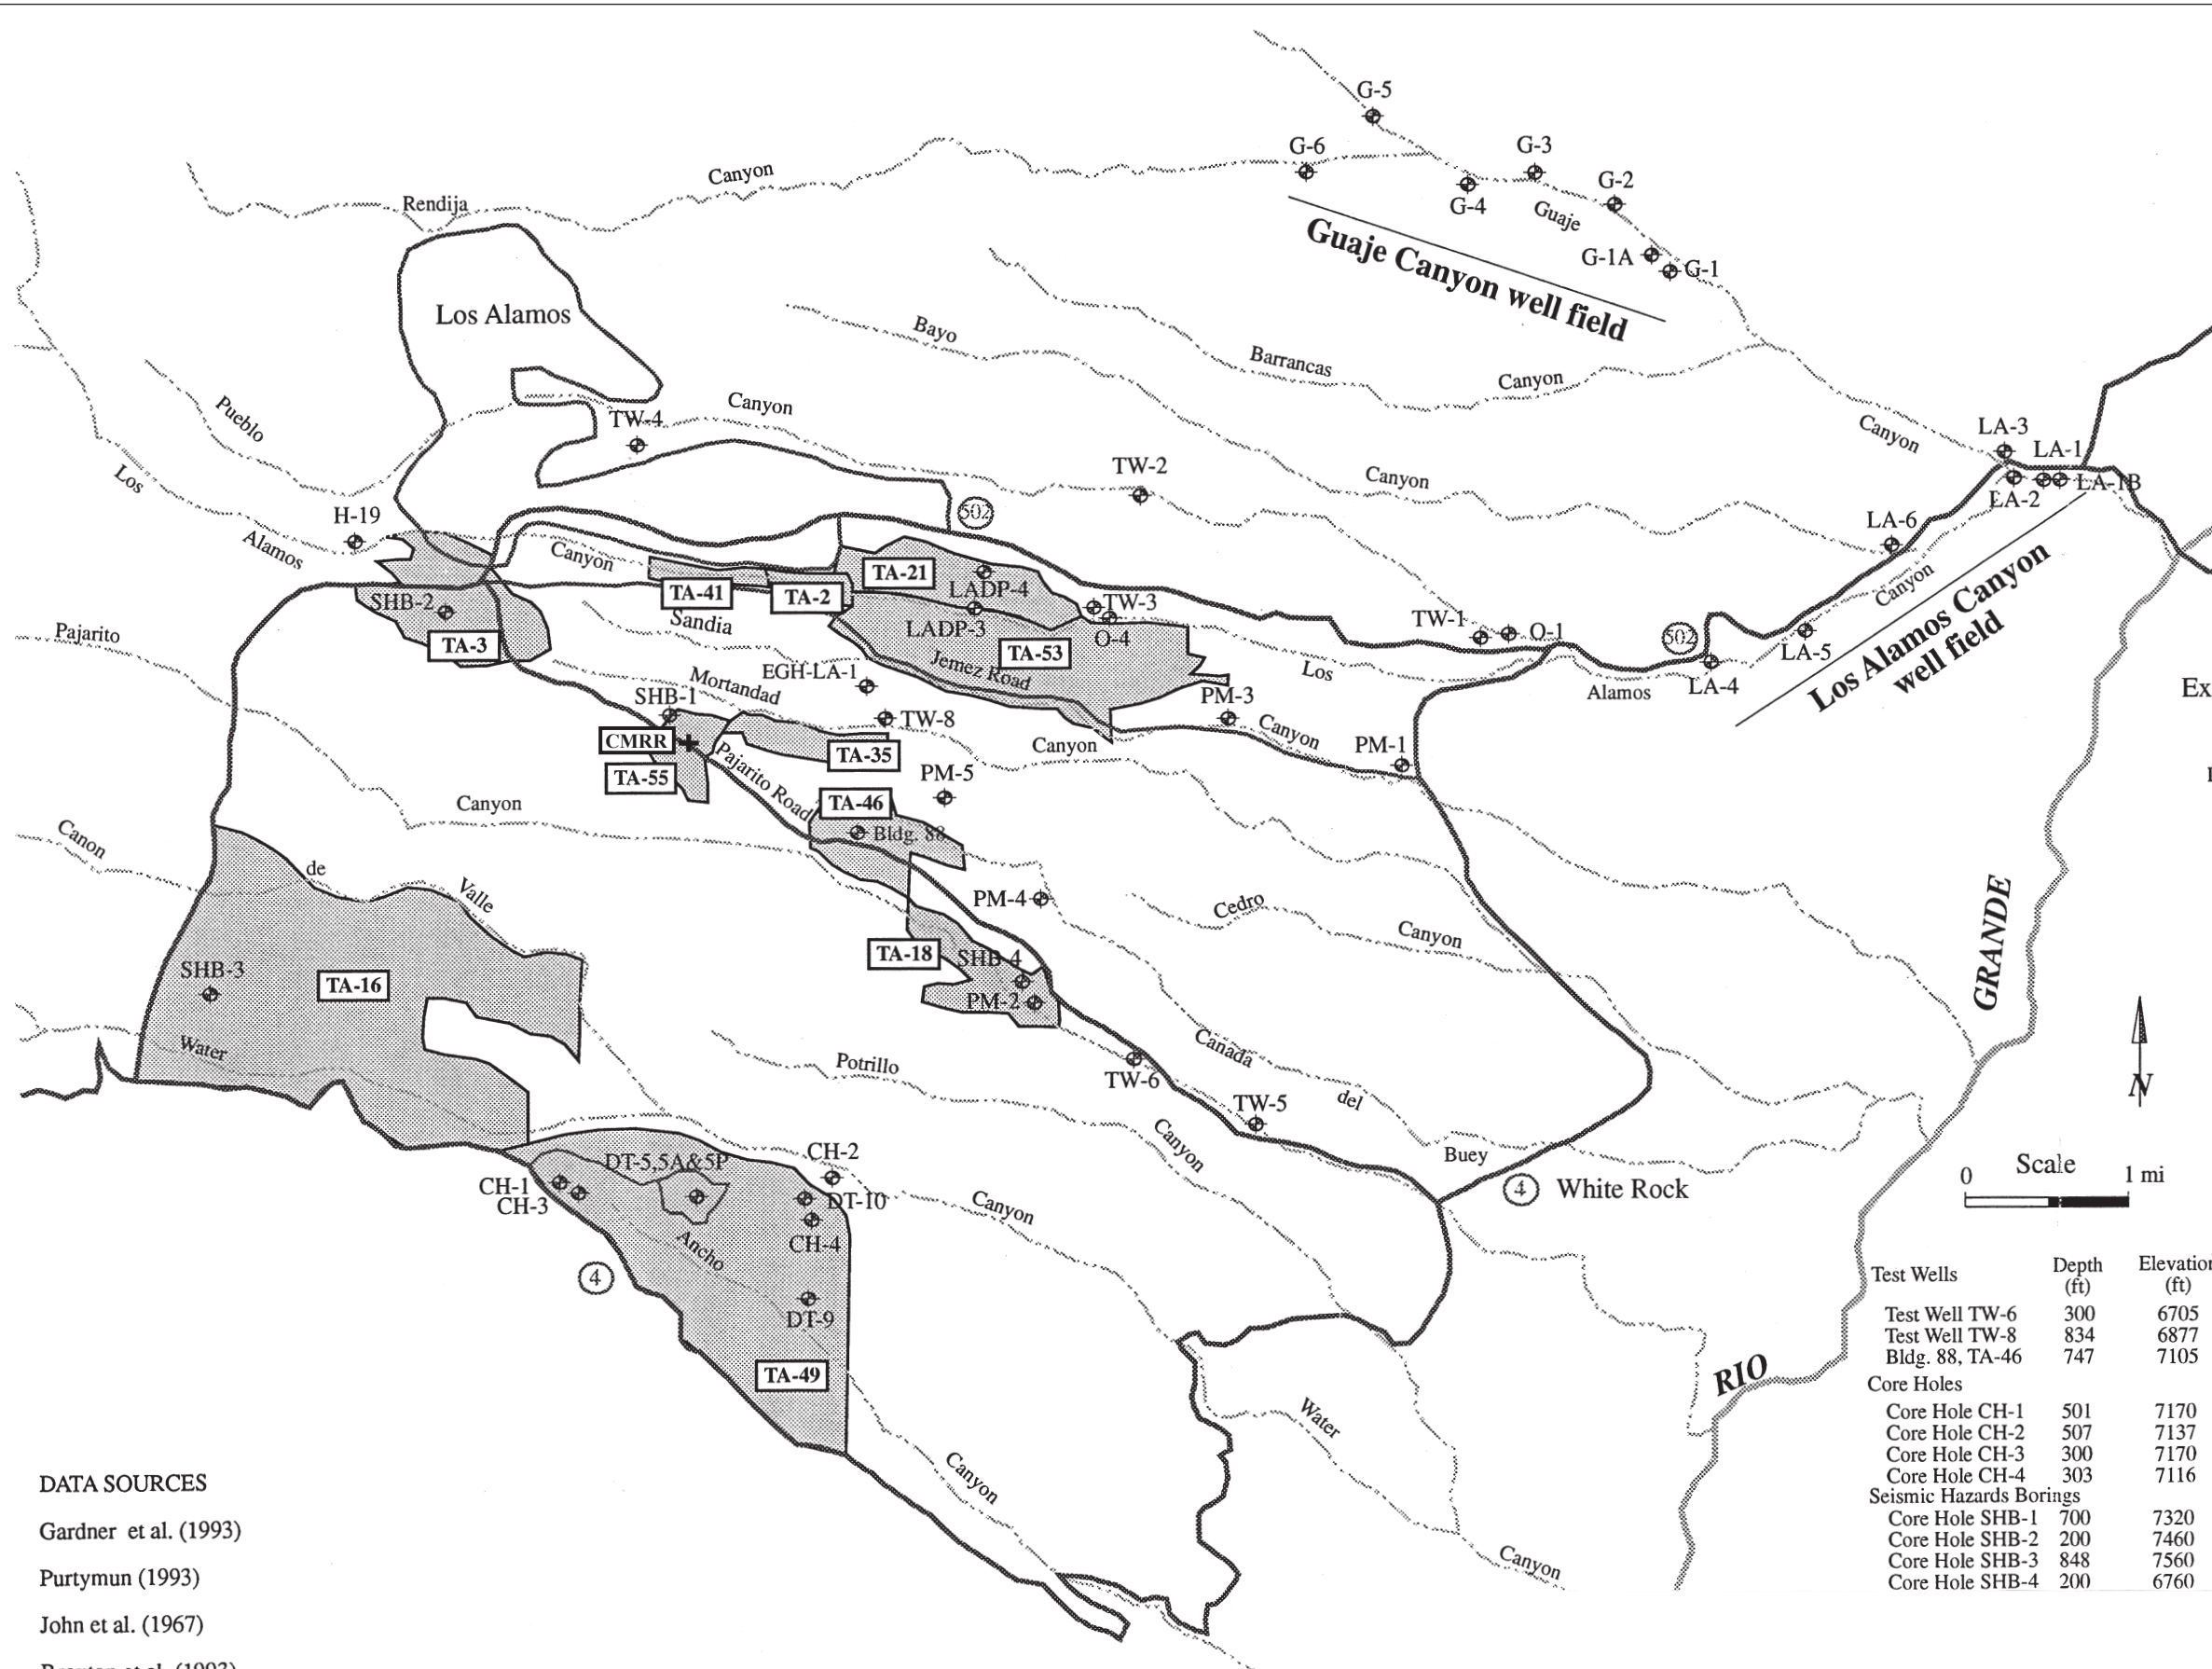 G-5
G-6
G-3
G-2
G-4
Guaje
G-1A
G-1
Guaje Canyon well field
Canyon
Rendija
Los Alamos
Bayo
Barrancas
Canyon
Pueblo
Canyon
TW-4
Canyon
LA-3
LA-1
TW-2
Canyon
LA-2
LA-1B
Los
502
H-19
LA-6
Alamos
Canyon
TA-21
LADP-4
TA-41
TA-2
Canyon
SHB-2
TW-3
LADP-3
O-4
TW-1
O-1
502
LA-5
Los Alamos Canyon
well field
Pajarito
TA-3
Sandia
TA-53
Jemez Road
Los
Alamos
LA-4
EGH-LA-1
Mortandad
SHB-1
TW-8
PM-3
Ex
CMRR
TA-35
Canyon
Canyon
PM-1
TA-55
Pajarito Road
PM-5
Canyon
TA-46
Bldg. 88
Canon
de
Valle
PM-4
Cedro
Canyon
GRANDE
TA-18
SHB-4
SHB-3
TA-16
PM-2
Water
Potrillo
Canada
TW-6
del
N
TW-5
Canyon
Buey
CH-2
DT-5,5A&5P
Scale
0
1 mi
CH-1
CH-3
DT-10
Canyon
4
White Rock
CH-4
Ancho
4
DT-9
TA-49
RIO
Water
Canyon
Canyon
Test Wells Depth (ft) Elevation (ft)
Test Well TW-6 300 6705
Test Well TW-8 834 6877
Bldg. 88, TA-46 747 7105
Core Holes
Core Hole CH-1 501 7170
Core Hole CH-2 507 7137
Core Hole CH-3 300 7170
Core Hole CH-4 303 7116
Seismic Hazards Borings
Core Hole SHB-1 700 7320
Core Hole SHB-2 200 7460
Core Hole SHB-3 848 7560
Core Hole SHB-4 200 6760
DATA SOURCES
Gardner et al. (1993)
Purtymun (1993)
John et al. (1967)